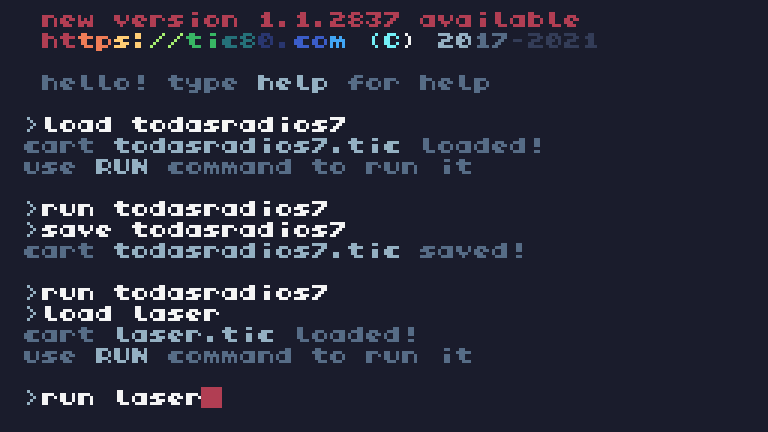 new version 1.1.2837 available
https://tic80.com (C) 2017-2021
hello! type help for help
>load todasradios7
cart todasradios7.tic loaded!
use RUN command to run it
>run todasradios7
>save todasradios7
cart todasradios7.tic saved!
>run todasradios7
>load laser
cart laser.tic loaded!
use RUN command to run it
>run laser